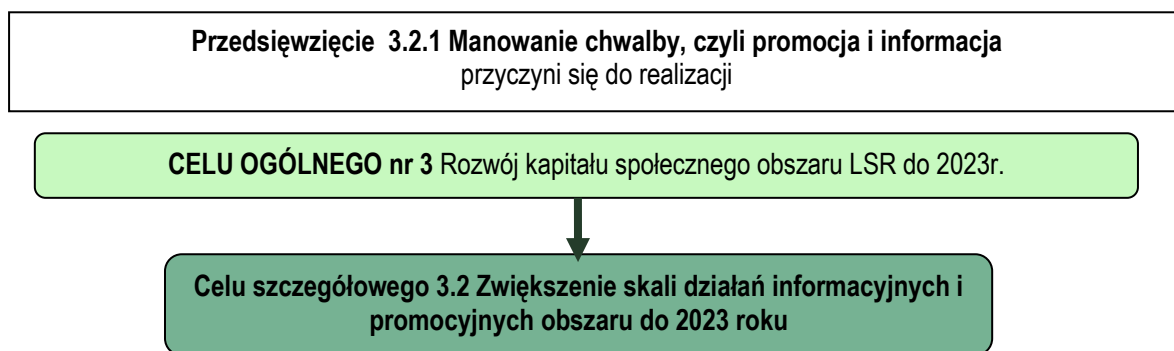 Przedsięwzięcie 3.2.1 Manowanie chwalby, czyli promocja i informacja
przyczyni się do realizacji
CELU OGÓLNEGO nr 3 Rozwój kapitału społecznego obszaru LSR do 2023r.
Celu szczegółowego 3.2 Zwiększenie skali działań informacyjnych i
promocyjnych obszaru do 2023 roku